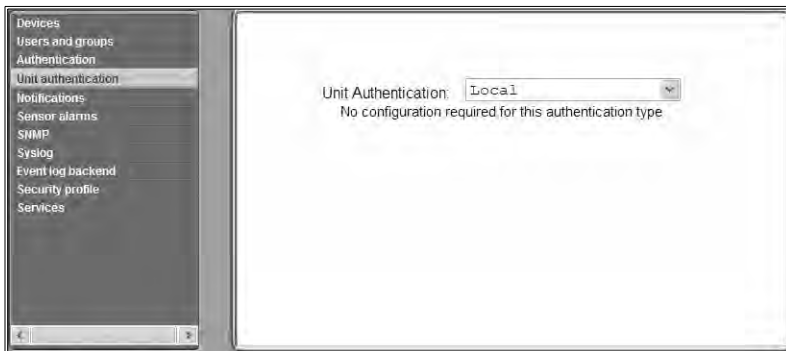 Devices
Users and groups
Authentication
Unit authentication
Notifications
Sensor alarms
SNMP
Syslog
Event log backend
Security profile
Services
Unit Authentication: Local
No configuration required for this authentication type